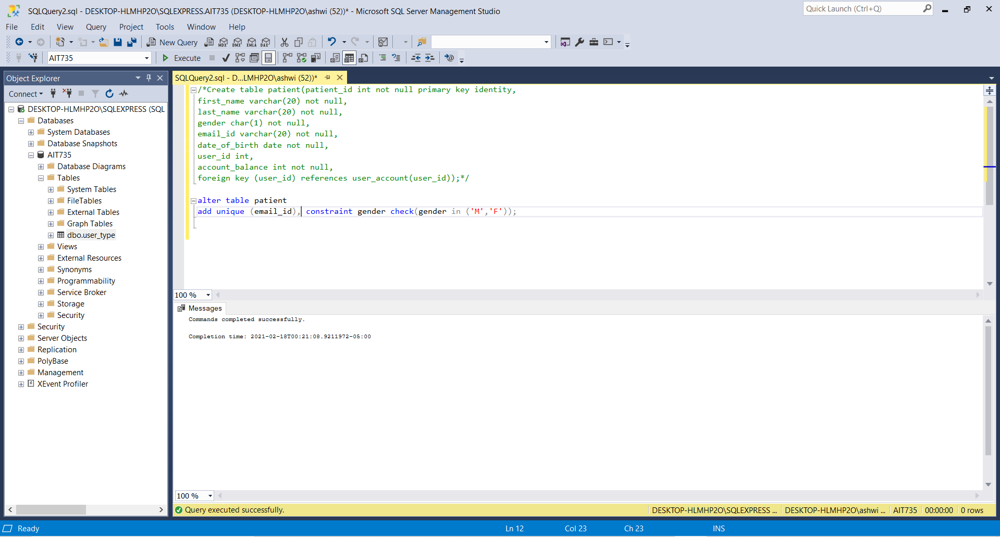 SQLQuery2.sql - DESKTOP-HLMHP2O\SQLEXPRESS.AIT735 (DESKTOP-HLMHP2O\ashwi (52))* - Microsoft SQL Server Management Studio
Quick Launch (Ctrl+Q)
File Edit View Query Project Tools Window Help
New Query MDX DMX XMLA DAX
AIT735 Execute
Object Explorer
Connect
DESKTOP-HLMHP2O\SQLEXPRESS (SQL
Databases
System Databases
Database Snapshots
AIT735
Database Diagrams
Tables
System Tables
FileTables
External Tables
Graph Tables
dbo.user_type
Views
External Resources
Synonyms
Programmability
Service Broker
Storage
Security
Security
Server Objects
Replication
PolyBase
Management
XEvent Profiler
SQLQuery2.sql - D...LMHP2O\ashwi (52))*
/*Create table patient(patient_id int not null primary key identity,
first_name varchar(20) not null,
last_name varchar(20) not null,
gender char(1) not null,
email_id varchar(20) not null,
date_of_birth date not null,
user_id int,
account_balance int not null,
foreign key (user_id) references user_account(user_id));*/
alter table patient
add unique (email_id), constraint gender check(gender in ('M','F'));
100 %
Messages
Commands completed successfully.
Completion time: 2021-02-18T00:21:08.9211972-05:00
100 %
Query executed successfully.
DESKTOP-HLMHP2O\SQLEXPRESS ... DESKTOP-HLMHP2O\ashwi ... AIT735 00:00:00 0 rows
Ready Ln 12 Col 23 Ch 23 INS